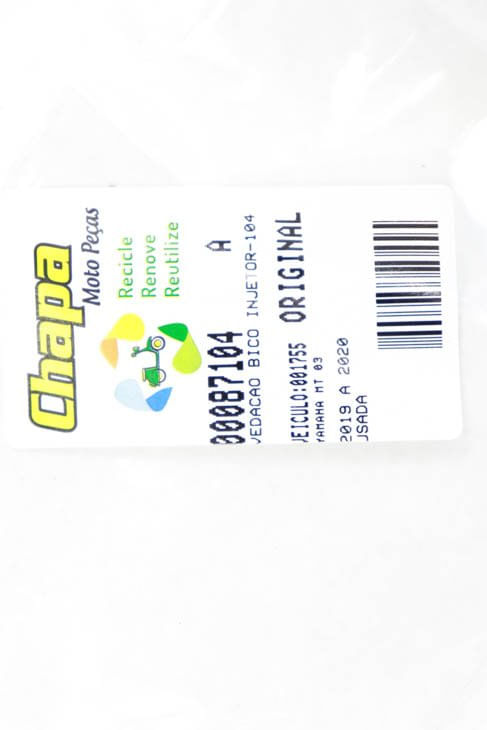 Chapa
Moto Peças
Recicle
Renove
Reutilize
00087104 A
VEDACAO BICO INJETOR-104
VEICULO:001755 ORIGINAL
YAMAHA MT 03
2019 A 2020
USADA